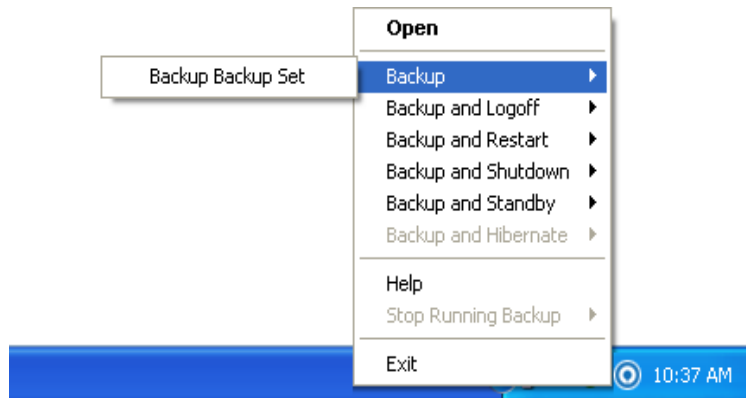 Open
Backup Backup Set
Backup
Backup and Logoff
Backup and Restart
Backup and Shutdown
Backup and Standby
Backup and Hibernate
Help
Stop Running Backup
Exit
10:37 AM